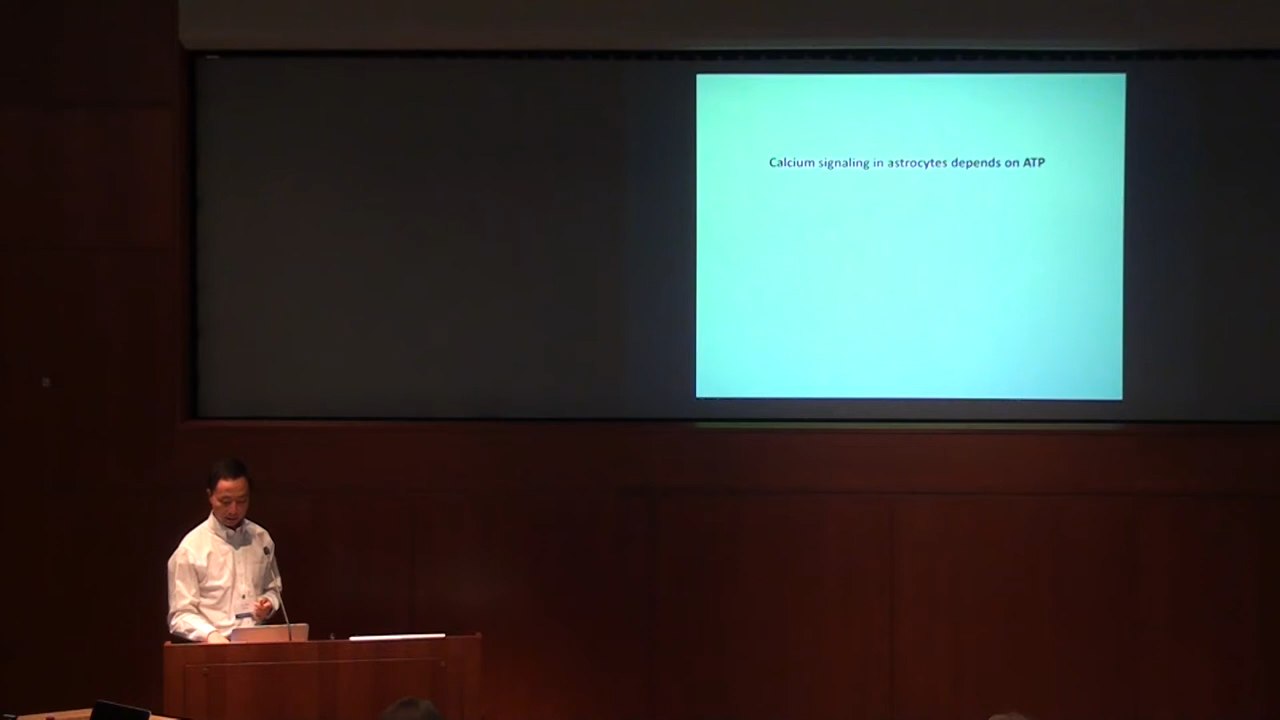 Calcium signaling in astrocytes depends on ATP